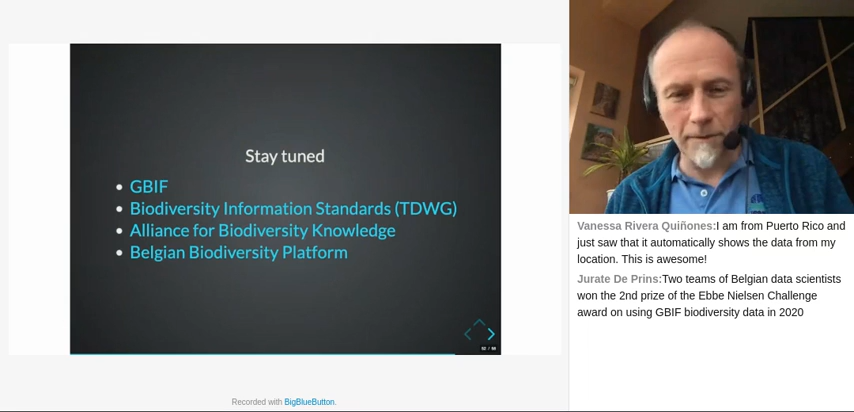 Stay tuned
GBIF
Biodiversity Information Standards (TDWG)
Alliance for Biodiversity Knowledge
Belgian Biodiversity Platform
Recorded with BigBlueButton.
Vanessa Rivera Quiñones:I am from Puerto Rico and
just saw that it automatically shows the data from my
location. This is awesome!
Jurate De Prins:Two teams of Belgian data scientists
won the 2nd prize of the Ebbe Nielsen Challenge
award on using GBIF biodiversity data in 2020